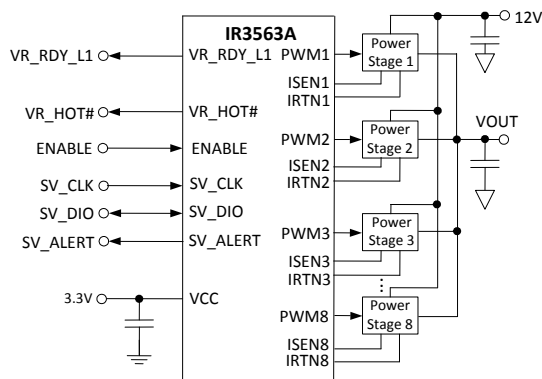 IR3563A
12V
VR_RDY_L1
VR_RDY_L1
PWM1
Power
Stage 1
ISEN1
IRTN1
VR_HOT#
VR_HOT#
PWM2
Power
Stage 2
VOUT
ENABLE
ENABLE
ISEN2
IRTN2
SV_CLK
SV_CLK
SV_DIO
SV_DIO
PWM3
Power
Stage 3
SV_ALERT
SV_ALERT
ISEN3
IRTN3
3.3V
VCC
PWM8
Power
Stage 8
ISEN8
IRTN8